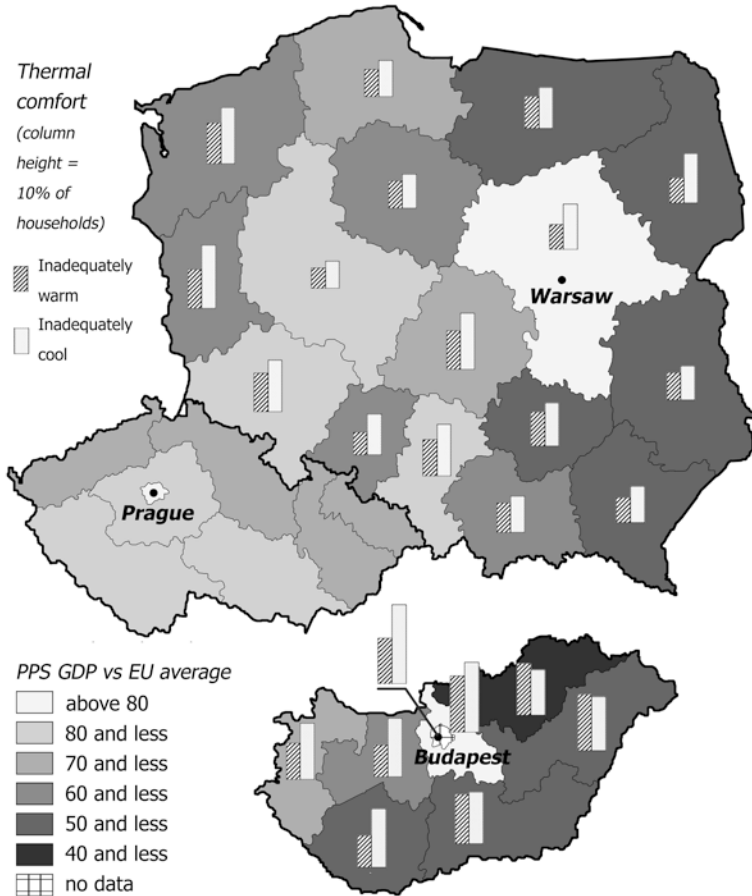 Thermal
comfort
(column
height =
10% of
households)
Inadequately
warm
Inadequately
cool
Warsaw
Prague
Budapest
PPS GDP vs EU average
above 80
80 and less
70 and less
60 and less
50 and less
40 and less
no data